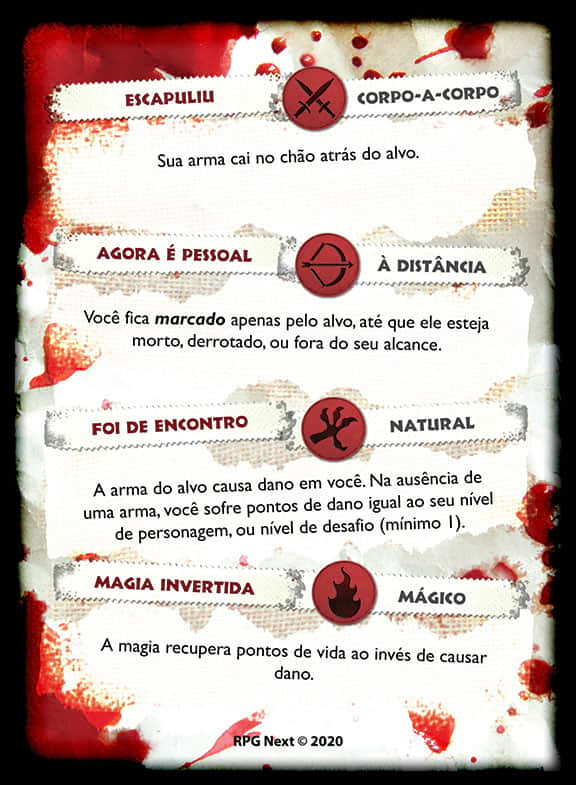 ESCAPULIU CORPO-A-CORPO
Sua arma cai no chão atrás do alvo.
AGORA É PESSOAL À DISTÂNCIA
Você fica marcado apenas pelo alvo, até que ele esteja
morto, derrotado, ou fora do seu alcance.
FOI DE ENCONTRO NATURAL
A arma do alvo causa dano em você. Na ausência de
uma arma, você sofre pontos de dano igual ao seu nível
de personagem, ou nível de desafio (mínimo 1).
MAGIA INVERTIDA MÁGICO
A magia recupera pontos de vida ao invés de causar
dano.
RPG Next © 2020